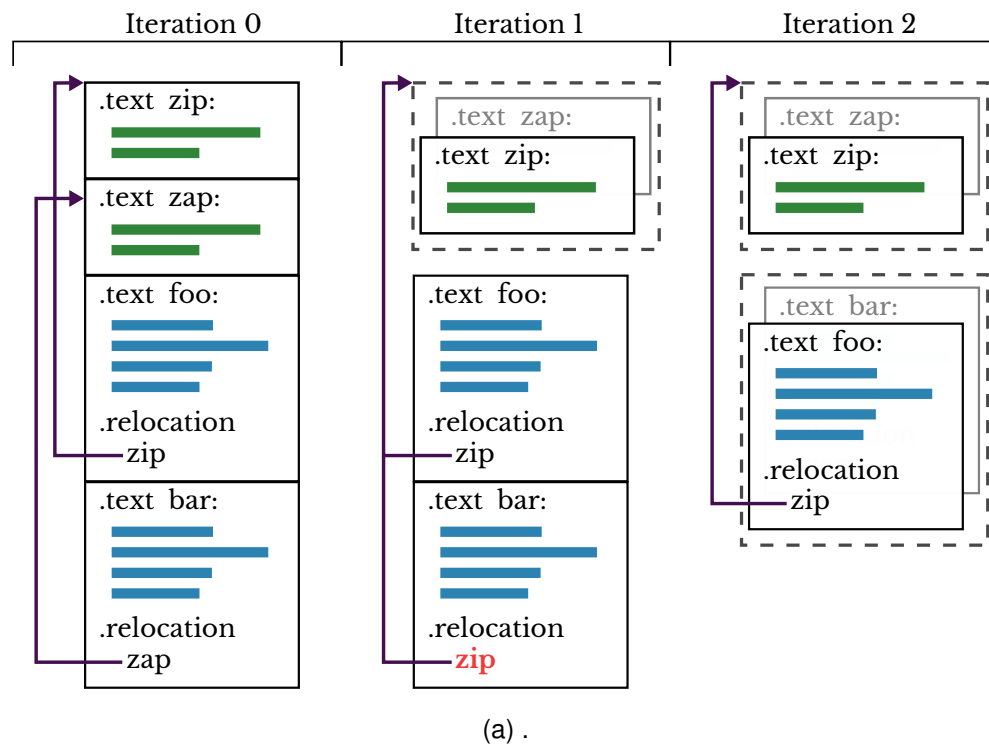 Iteration 0
.text zip:
.text zap:
.text foo:
.relocation
zip
.text bar:
.relocation
zap
Iteration 1
.text zap:
.text zip:
.text foo:
.relocation
zip
.text bar:
.relocation
zip
Iteration 2
.text zap:
.text zip:
.text bar:
.text foo:
.relocation
zip
(a) .